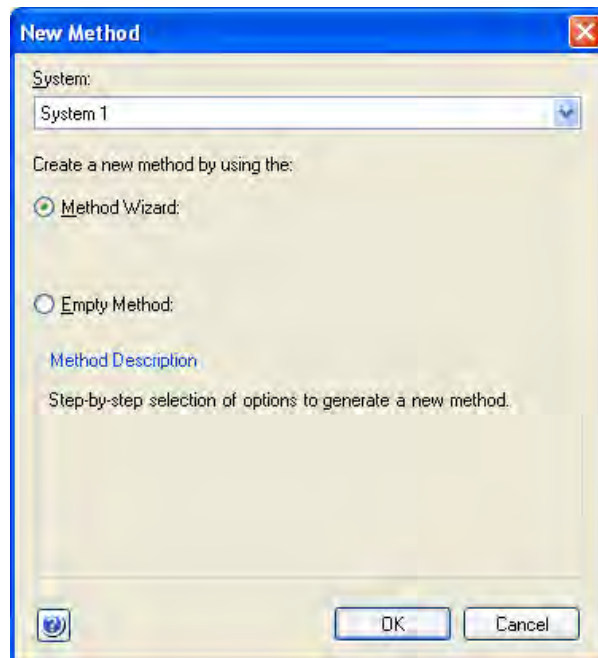 New Method
System:
System 1
Create a new method by using the:
Method Wizard:
Empty Method:
Method Description
Step-by-step selection of options to generate a new method.
OK
Cancel